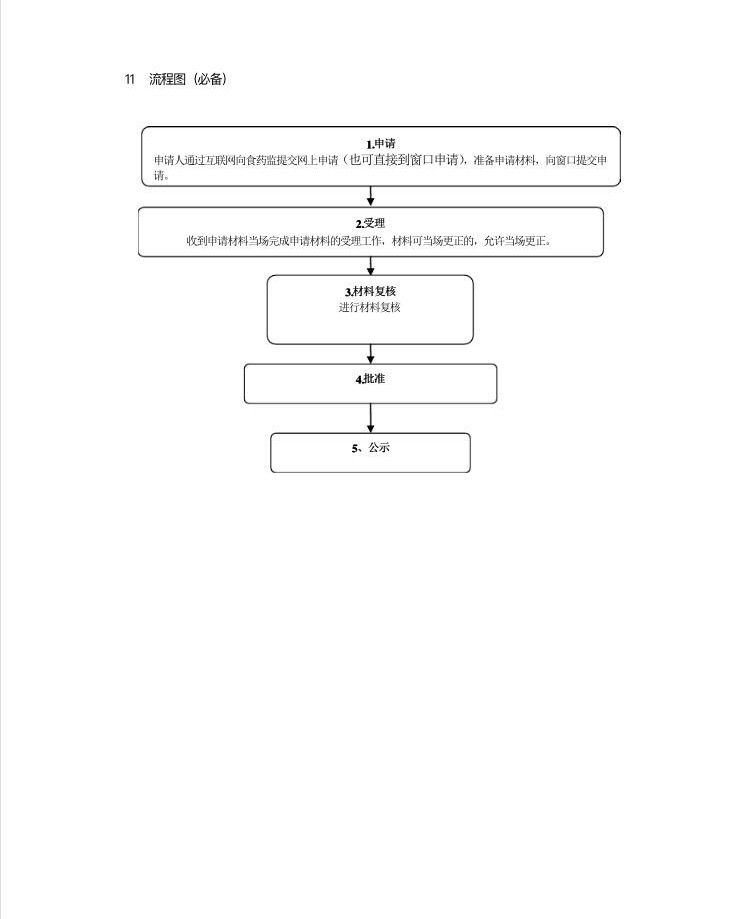 11 流程图（必备）
1.申请
申请人通过互联网向食药监提交网上申请（也可直接到窗口申请），准备申请材料，向窗口提交申
请。
2.受理
收到申请材料当场完成申请材料的受理工作，材料可当场更正的，允许当场更正。
3.材料复核
进行材料复核
4.批准
5、公示